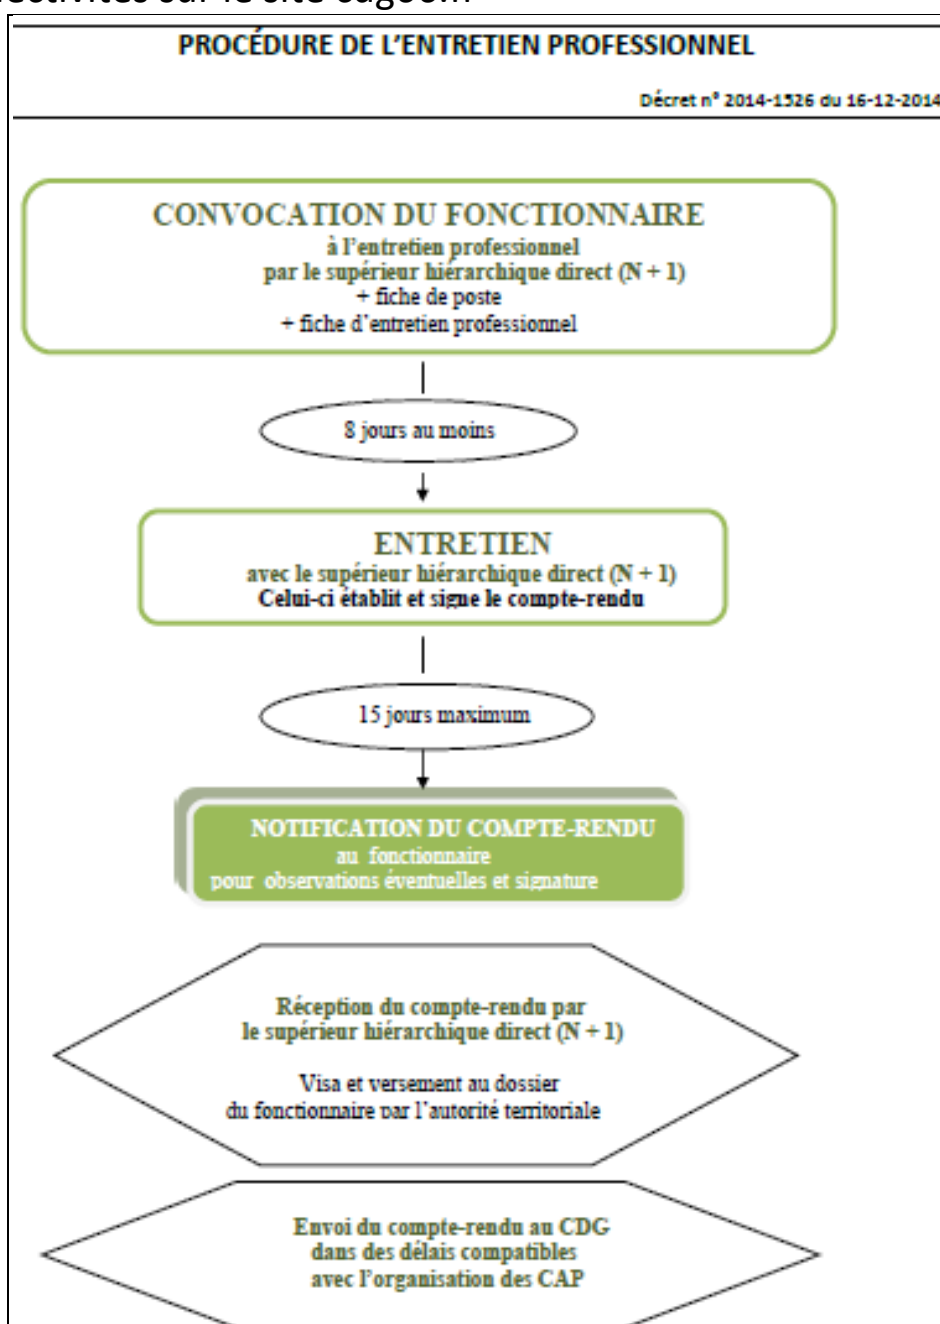 sur le site
PROCÉDURE DE L'ENTRETIEN PROFESSIONNEL
Décret n° 2014-1526 du 16-12-2014
CONVOCATION DU FONCTIONNAIRE
à l'entretien professionnel
par le supérieur hiérarchique direct (N + 1)
+ fiche de poste
+ fiche d'entretien professionnel
8 jours au moins
ENTRETIEN
avec le supérieur hiérarchique direct (N + 1)
Celui-ci établit et signe le compte-rendu
15 jours maximum
NOTIFICATION DU COMPTE-RENDU
au fonctionnaire
pour observations éventuelles et signature
Réception du compte-rendu par
le supérieur hiérarchique direct (N + 1)
Visa et versement au dossier
du fonctionnaire par l'autorité territoriale
Envoi du compte-rendu au CDG
dans des délais compatibles
avec l'organisation des CAP